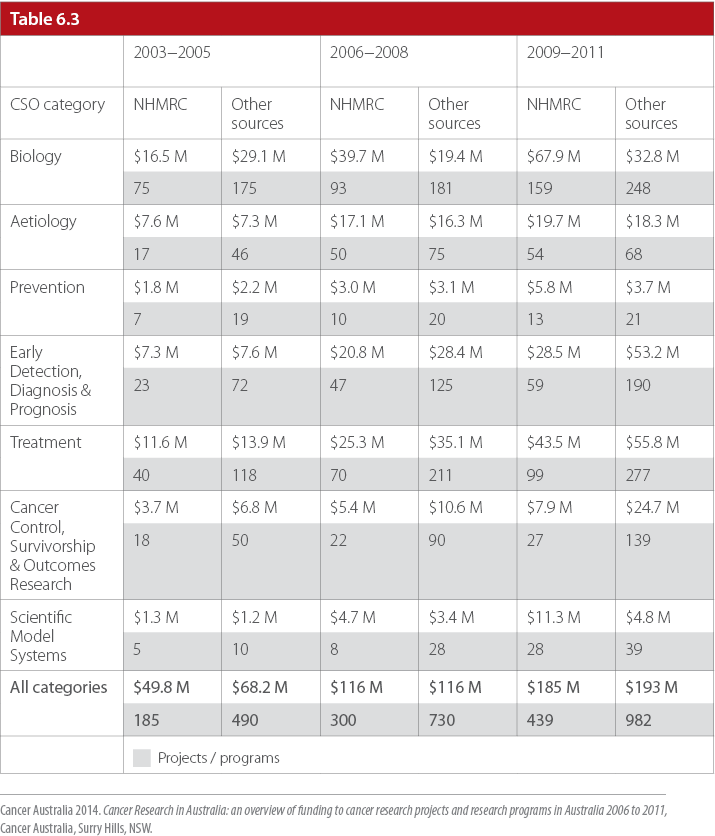 Table 6.3
2003–2005 2006–2008 2009–2011
CSO category NHMRC Other sources NHMRC Other sources NHMRC Other sources
Biology $16.5 M $29.1 M $39.7 M $19.4 M $67.9 M $32.8 M
75 175 93 181 159 248
Aetiology $7.6 M $7.3 M $17.1 M $16.3 M $19.7 M $18.3 M
17 46 50 75 54 68
Prevention $1.8 M $2.2 M $3.0 M $3.1 M $5.8 M $3.7 M
7 19 10 20 13 21
Early Detection, Diagnosis & Prognosis $7.3 M $7.6 M $20.8 M $28.4 M $28.5 M $53.2 M
23 72 47 125 59 190
Treatment $11.6 M $13.9 M $25.3 M $35.1 M $43.5 M $55.8 M
40 118 70 211 99 277
Cancer Control, Survivorship & Outcomes Research $3.7 M $6.8 M $5.4 M $10.6 M $7.9 M $24.7 M
18 50 22 90 27 139
Scientific Model Systems $1.3 M $1.2 M $4.7 M $3.4 M $11.3 M $4.8 M
5 10 8 28 28 39
All categories $49.8 M $68.2 M $116 M $116 M $185 M $193 M
185 490 300 730 439 982
Projects / programs
Cancer Australia 2014. Cancer Research in Australia: an overview of funding to cancer research projects and research programs in Australia 2006 to 2011,
Cancer Australia, Surry Hills, NSW.